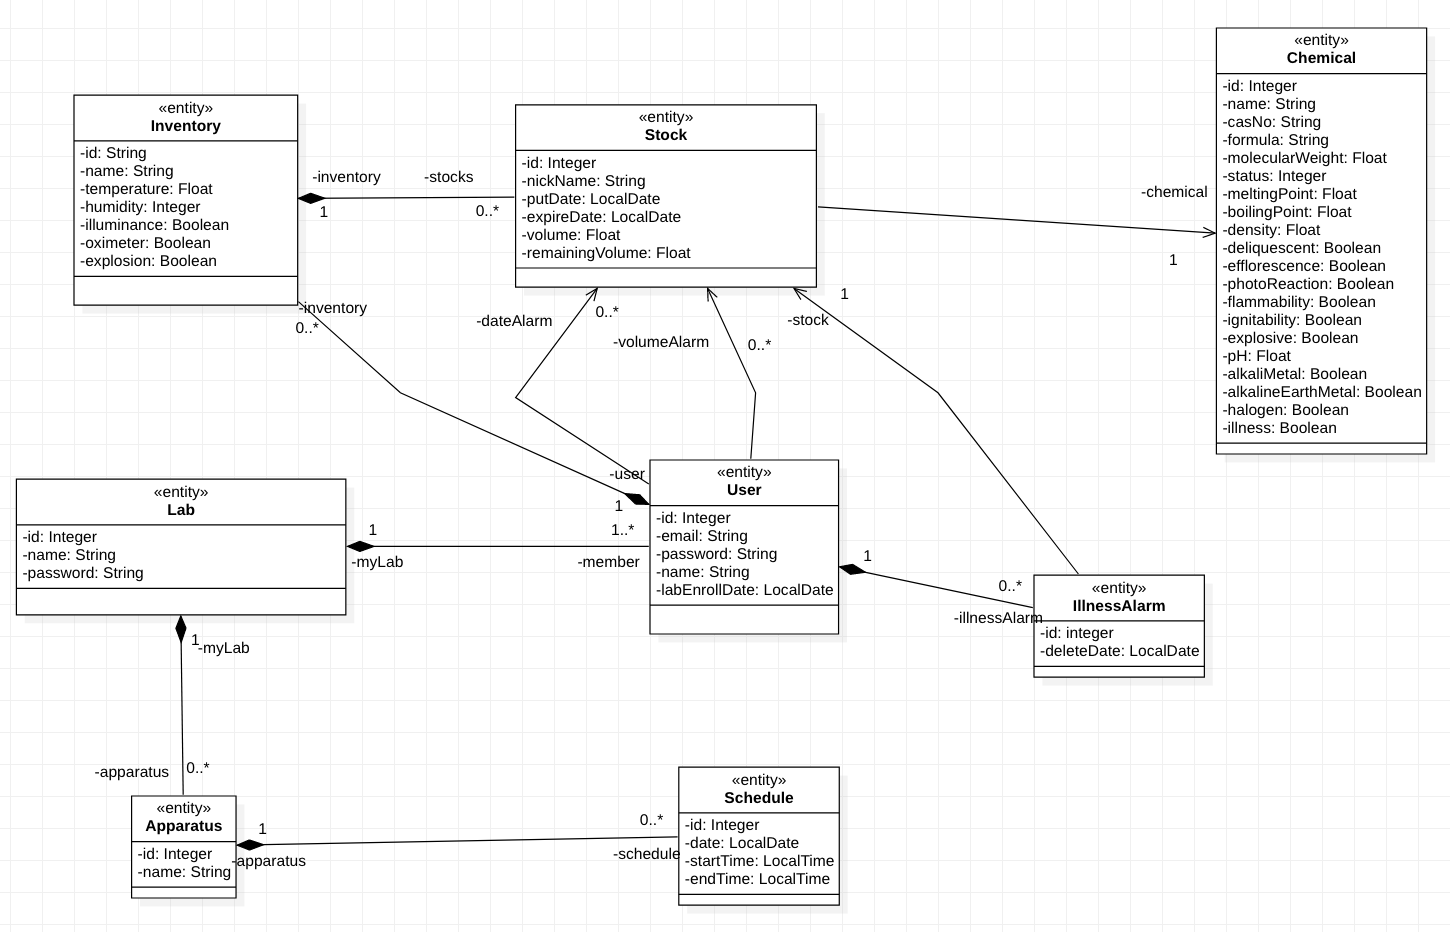 «entity»
Chemical
-id: Integer
-name: String
-casNo: String
-formula: String
-molecularWeight: Float
-status: Integer
-meltingPoint: Float
-boilingPoint: Float
-density: Float
-deliquescent: Boolean
-efflorescence: Boolean
-photoReaction: Boolean
-flammability: Boolean
-ignitability: Boolean
-explosive: Boolean
-pH: Float
-alkaliMetal: Boolean
-alkalineEarthMetal: Boolean
-halogen: Boolean
-illness: Boolean
«entity»
Inventory
-id: String
-name: String
-temperature: Float
-humidity: Integer
-illuminance: Boolean
-oximeter: Boolean
-explosion: Boolean
«entity»
Stock
-id: Integer
-nickName: String
-putDate: LocalDate
-expireDate: LocalDate
-volume: Float
-remainingVolume: Float
-inventory
1
-stocks
0..*
-chemical
1
-inventory
0..*
-dateAlarm
0..*
-volumeAlarm
0..*
-stock
1
-user
1
«entity»
Lab
-id: Integer
-name: String
-password: String
1
-myLab
1..*
-member
«entity»
User
-id: Integer
-email: String
-password: String
-name: String
-labEnrollDate: LocalDate
1
0..*
-illnessAlarm
«entity»
IllnessAlarm
-id: integer
-deleteDate: LocalDate
1
-myLab
-apparatus
0..*
«entity»
Apparatus
-id: Integer
-name: String
1
-apparatus
0..*
-schedule
«entity»
Schedule
-id: Integer
-date: LocalDate
-startTime: LocalTime
-endTime: LocalTime